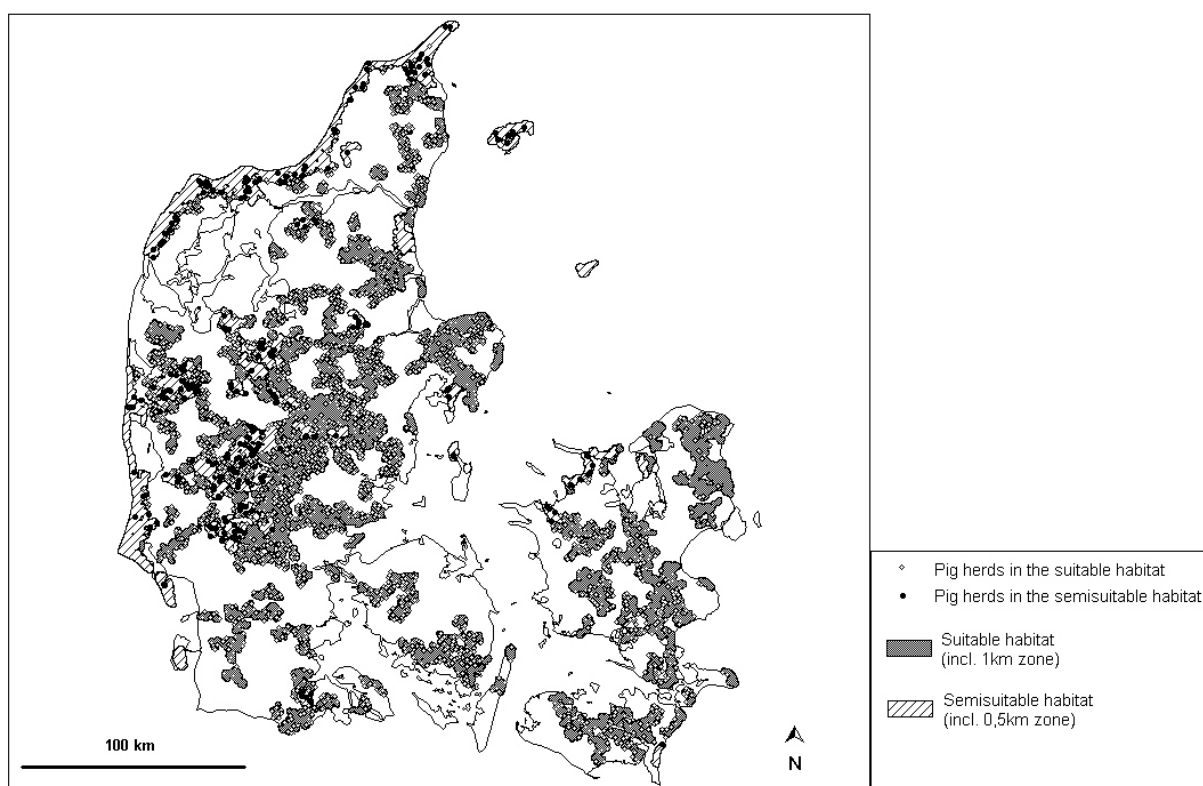 100 km
N
Pig herds in the suitable habitat
Pig herds in the semisuitable habitat
Suitable habitat
(incl. 1km zone)
Semisuitable habitat
(incl. 0,5km zone)